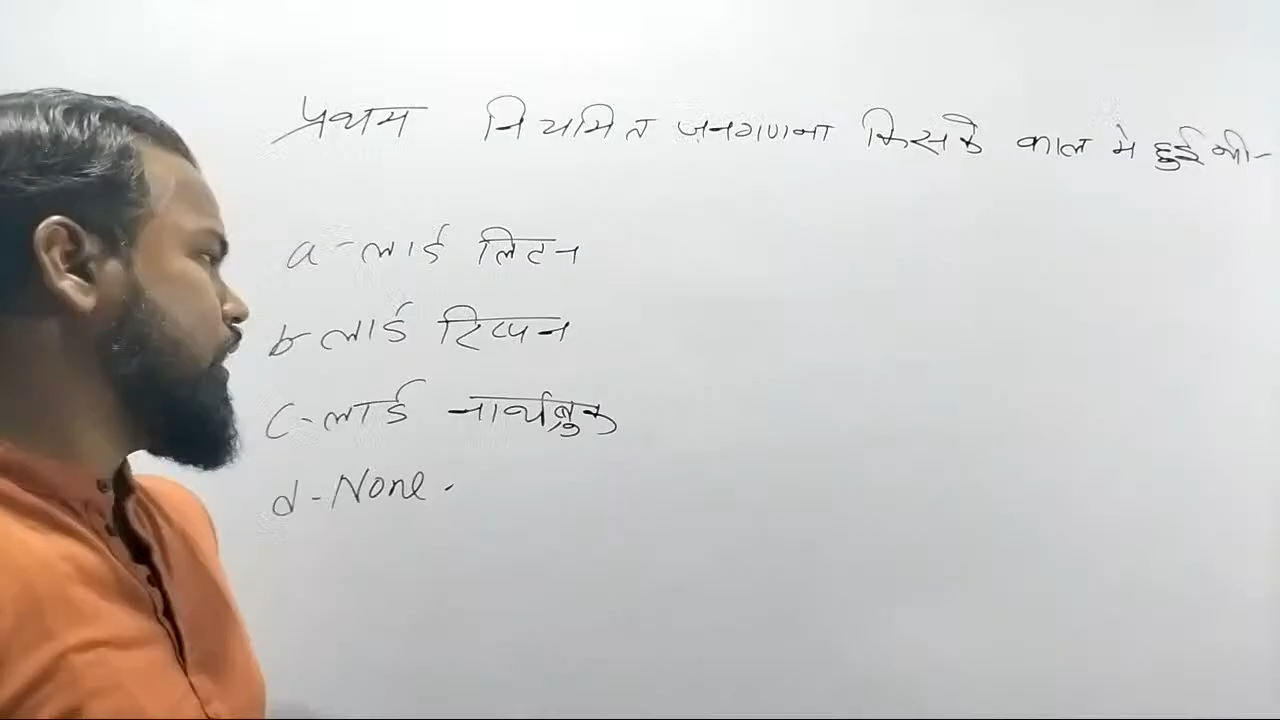 प्रथम नियमित जनगणना किसके काल मे हुई थी-
a-लार्ड लिटन
b-लार्ड रिप्पन
c-लार्ड नार्थब्रुक
d-None.